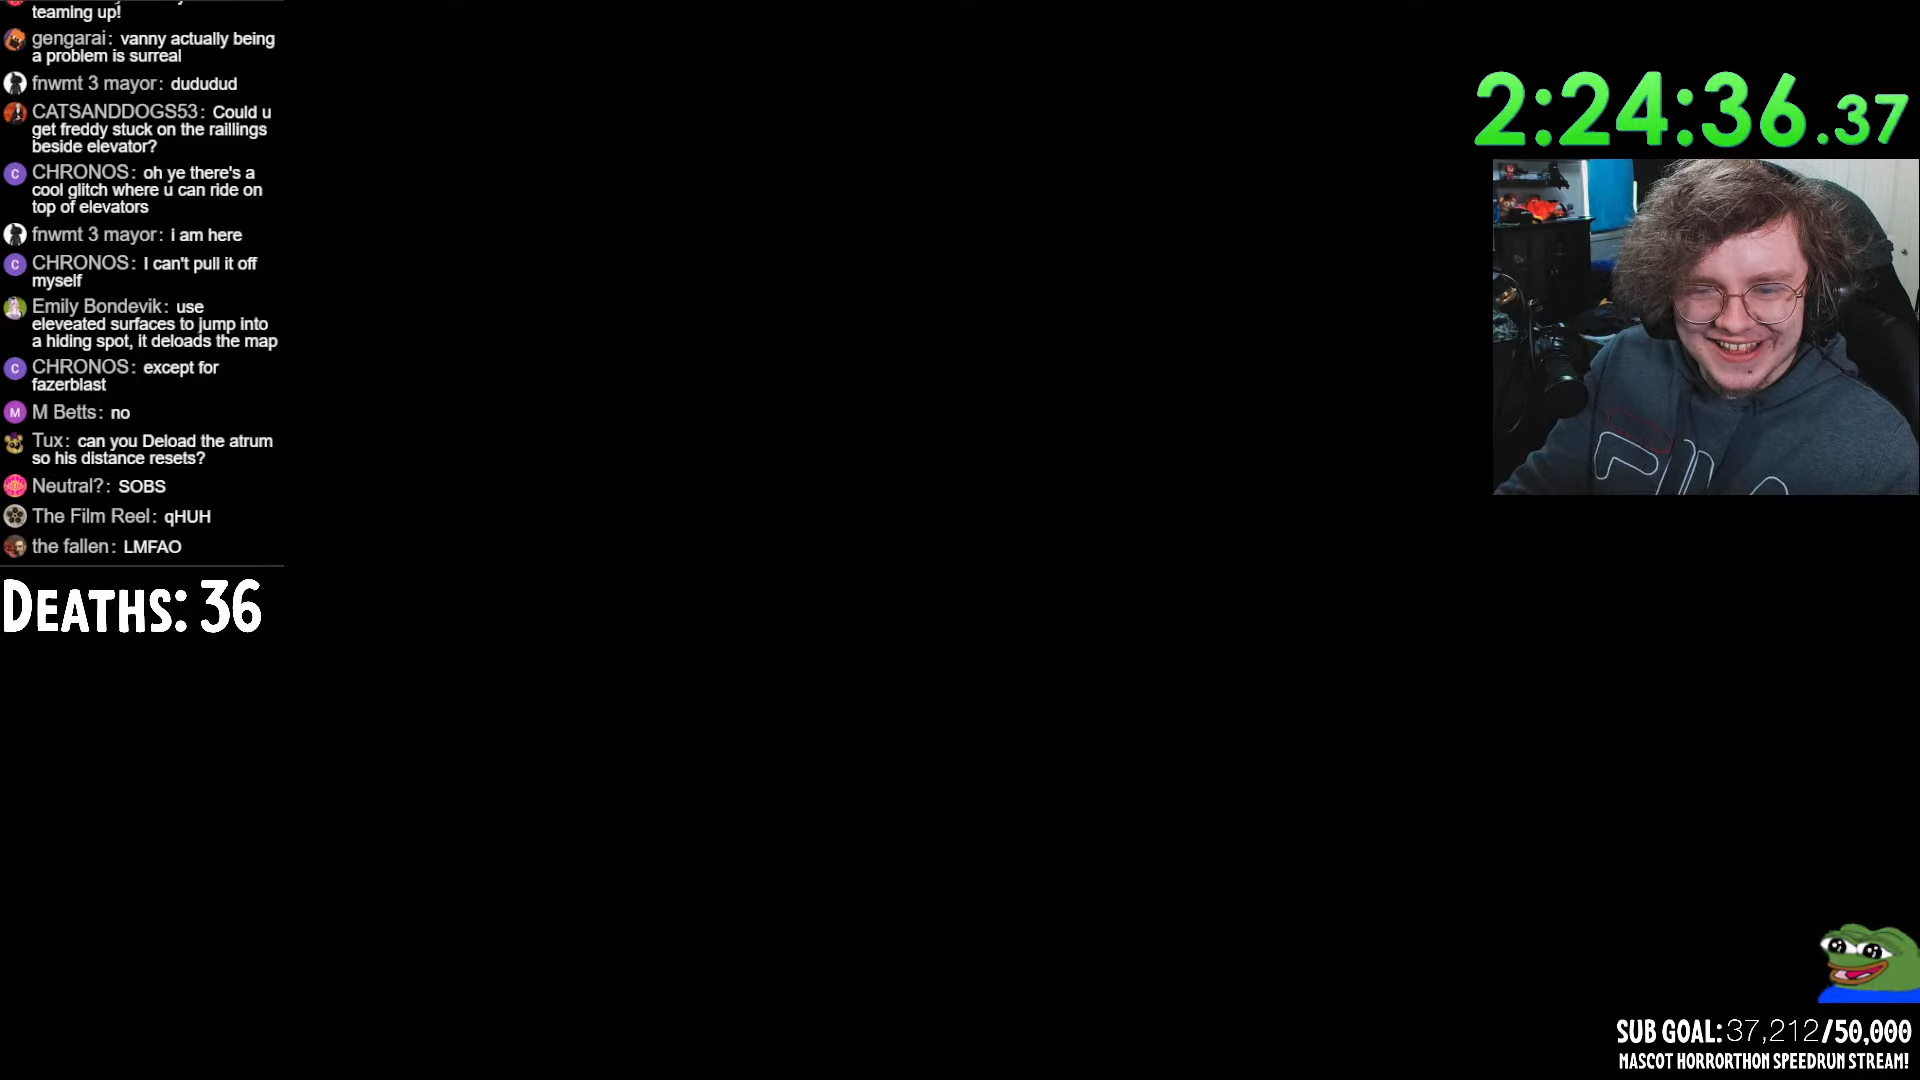 teaming up!
gengarai: vanny actually being
a problem is surreal
fnwmt 3 mayor: dududud
CATSANDDOGS53: Could u
get freddy stuck on the raillings
beside elevator?
CHRONOS: oh ye there's a
cool glitch where u can ride on
top of elevators
fnwmt 3 mayor: i am here
CHRONOS: I can't pull it off
myself
Emily Bondevik: use
eleveated surfaces to jump into
a hiding spot, it deloads the map
CHRONOS: except for
fazerblast
M Betts: no
Tux: can you Deload the atrum
so his distance resets?
Neutral?: SOBS
The Film Reel: qHUH
the fallen: LMFAO
DEATHS: 36
2:24:36.37
SUB GOAL: 37,212/50,000
MASCOT HORRORTHON SPEEDRUN STREAM!